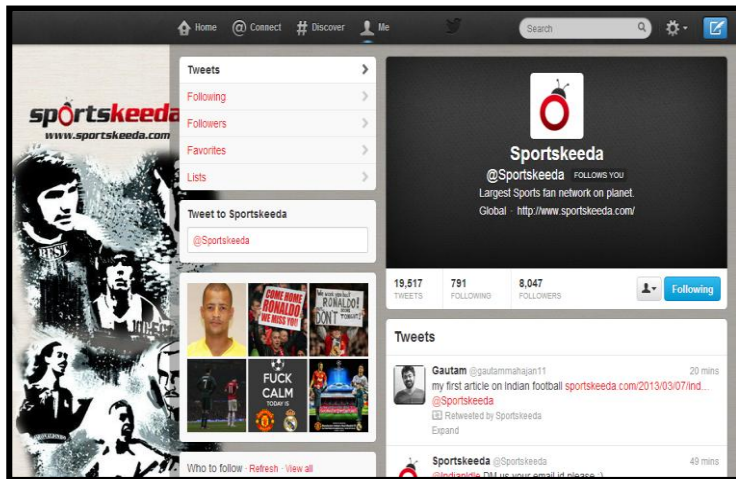 Home @ Connect # Discover Me
Search
sportskeeda
www.sportskeeda.com
BEST
Tweets
Following
Followers
Favorites
Lists
Tweet to Sportskeeda
@Sportskeeda
COME HOME
RONALDO
WE MISS YOU
RONALDO!
DON'T
FUCK
CALM
TODAY IS
Who to follow · Refresh · View all
Sportskeeda
@Sportskeeda FOLLOWS YOU
Largest Sports fan network on planet.
Global · http://www.sportskeeda.com/
19,517 791 8,047
TWEETS FOLLOWING FOLLOWERS
Following
Tweets
Gautam @gautammahajan11 20 mins
my first article on Indian football sportskeeda.com/2013/03/07/ind...
@Sportskeeda
Retweeted by Sportskeeda
Expand
Sportskeeda @Sportskeeda 49 mins
@IndianIdle DM us your email id please :)